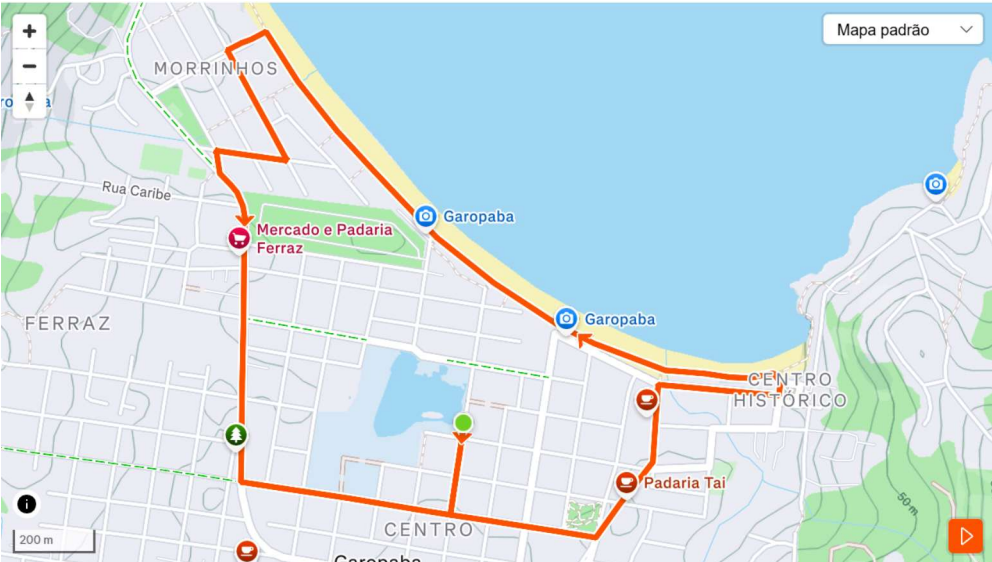 +
Mapa padrão
MORRINHOS
Rua Caribe
Garopaba
Mercado e Padaria
Ferraz
Garopaba
FERRAZ
CENTRO
HISTÓRICO
Padaria Tai
50 m
CENTRO
200 m
Garopaba